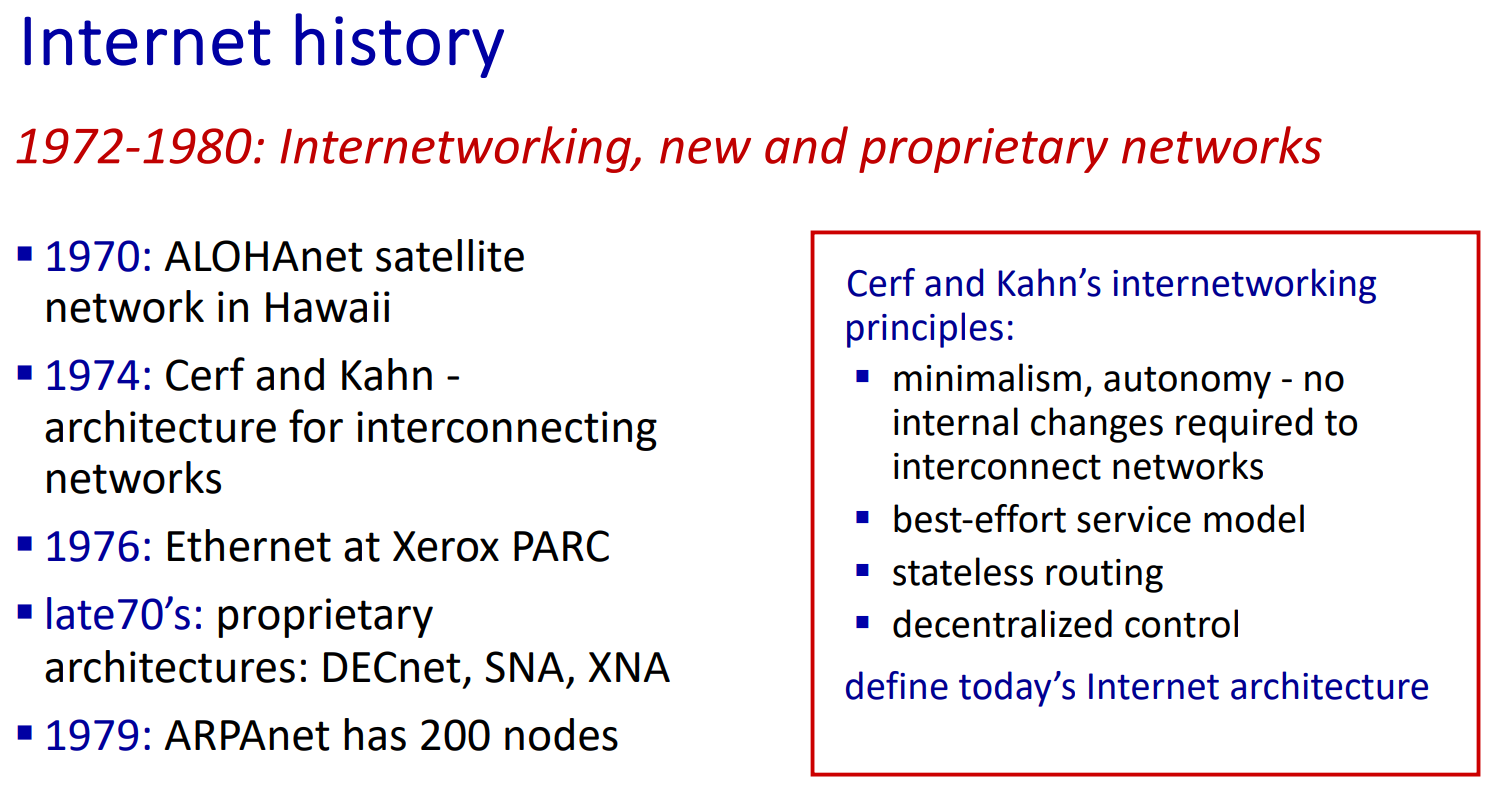 Internet history
1972-1980: Internetworking, new and proprietary networks
▪ 1970: ALOHAnet satellite
network in Hawaii
▪ 1974: Cerf and Kahn -
architecture for interconnecting
networks
▪ 1976: Ethernet at Xerox PARC
▪ late70’s: proprietary
architectures: DECnet, SNA, XNA
▪ 1979: ARPAnet has 200 nodes
Cerf and Kahn’s internetworking
principles:
▪ minimalism, autonomy - no
internal changes required to
interconnect networks
▪ best-effort service model
▪ stateless routing
▪ decentralized control
define today’s Internet architecture